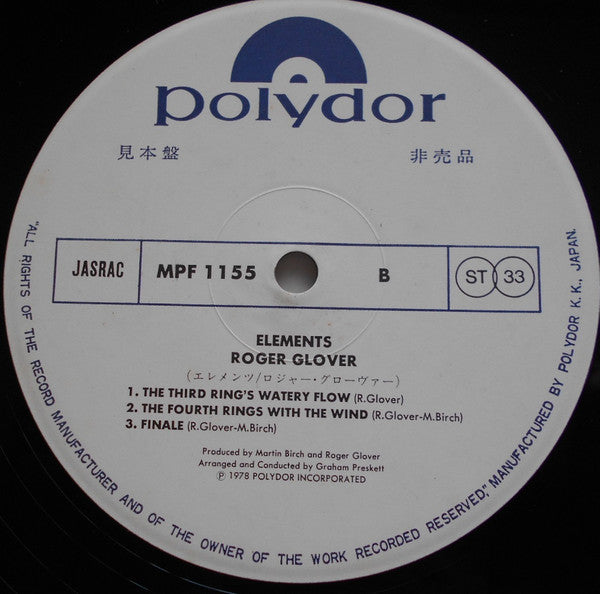 polydor
見本盤
非売品
JASRAC
MPF 1155
B
ST 33
ELEMENTS
ROGER GLOVER
(エレメンツ/ロジャー・グローヴァー)
1. THE THIRD RING'S WATERY FLOW (R.Glover)
2. THE FOURTH RINGS WITH THE WIND (R.Glover-M.Birch)
3. FINALE (R.Glover-M.Birch)
Produced by Martin Birch and Roger Glover
Arranged and Conducted by Graham Preskett
Ⓟ 1978 POLYDOR INCORPORATED
"ALL RIGHTS OF THE RECORD MANUFACTURER AND OF THE OWNER OF THE WORK RECORDED RESERVED," MANUFACTURED BY POLYDOR K.K., JAPAN.